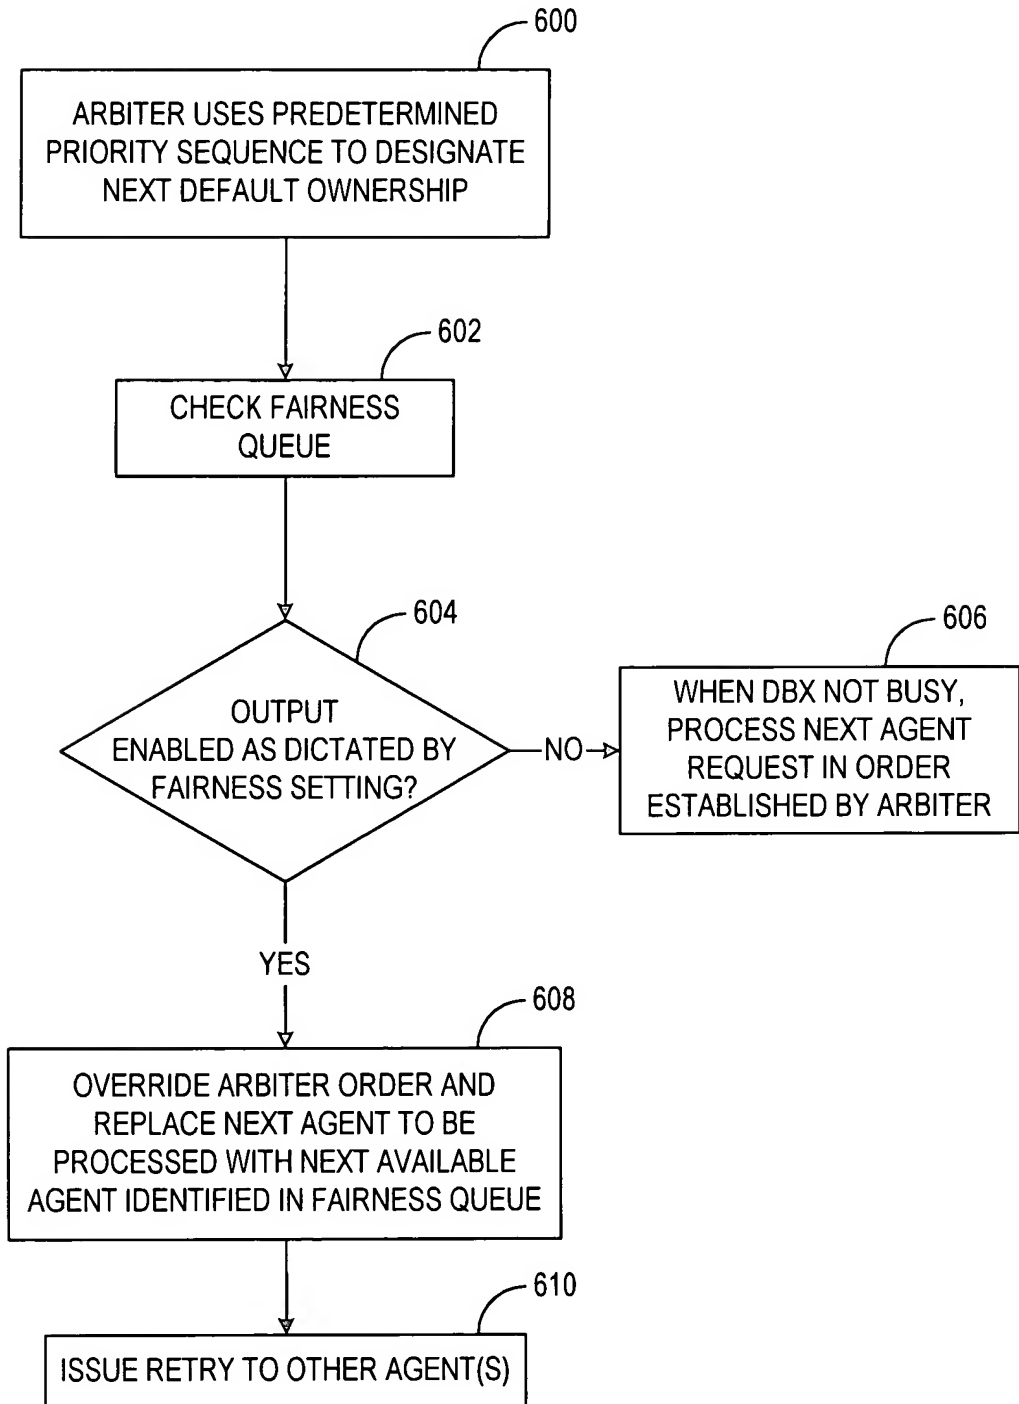 600
ARBITER USES PREDETERMINED
PRIORITY SEQUENCE TO DESIGNATE
NEXT DEFAULT OWNERSHIP
602
CHECK FAIRNESS
QUEUE
604
OUTPUT
ENABLED AS DICTATED BY
FAIRNESS SETTING?
NO
606
WHEN DBX NOT BUSY,
PROCESS NEXT AGENT
REQUEST IN ORDER
ESTABLISHED BY ARBITER
YES
608
OVERRIDE ARBITER ORDER AND
REPLACE NEXT AGENT TO BE
PROCESSED WITH NEXT AVAILABLE
AGENT IDENTIFIED IN FAIRNESS QUEUE
610
ISSUE RETRY TO OTHER AGENT(S)